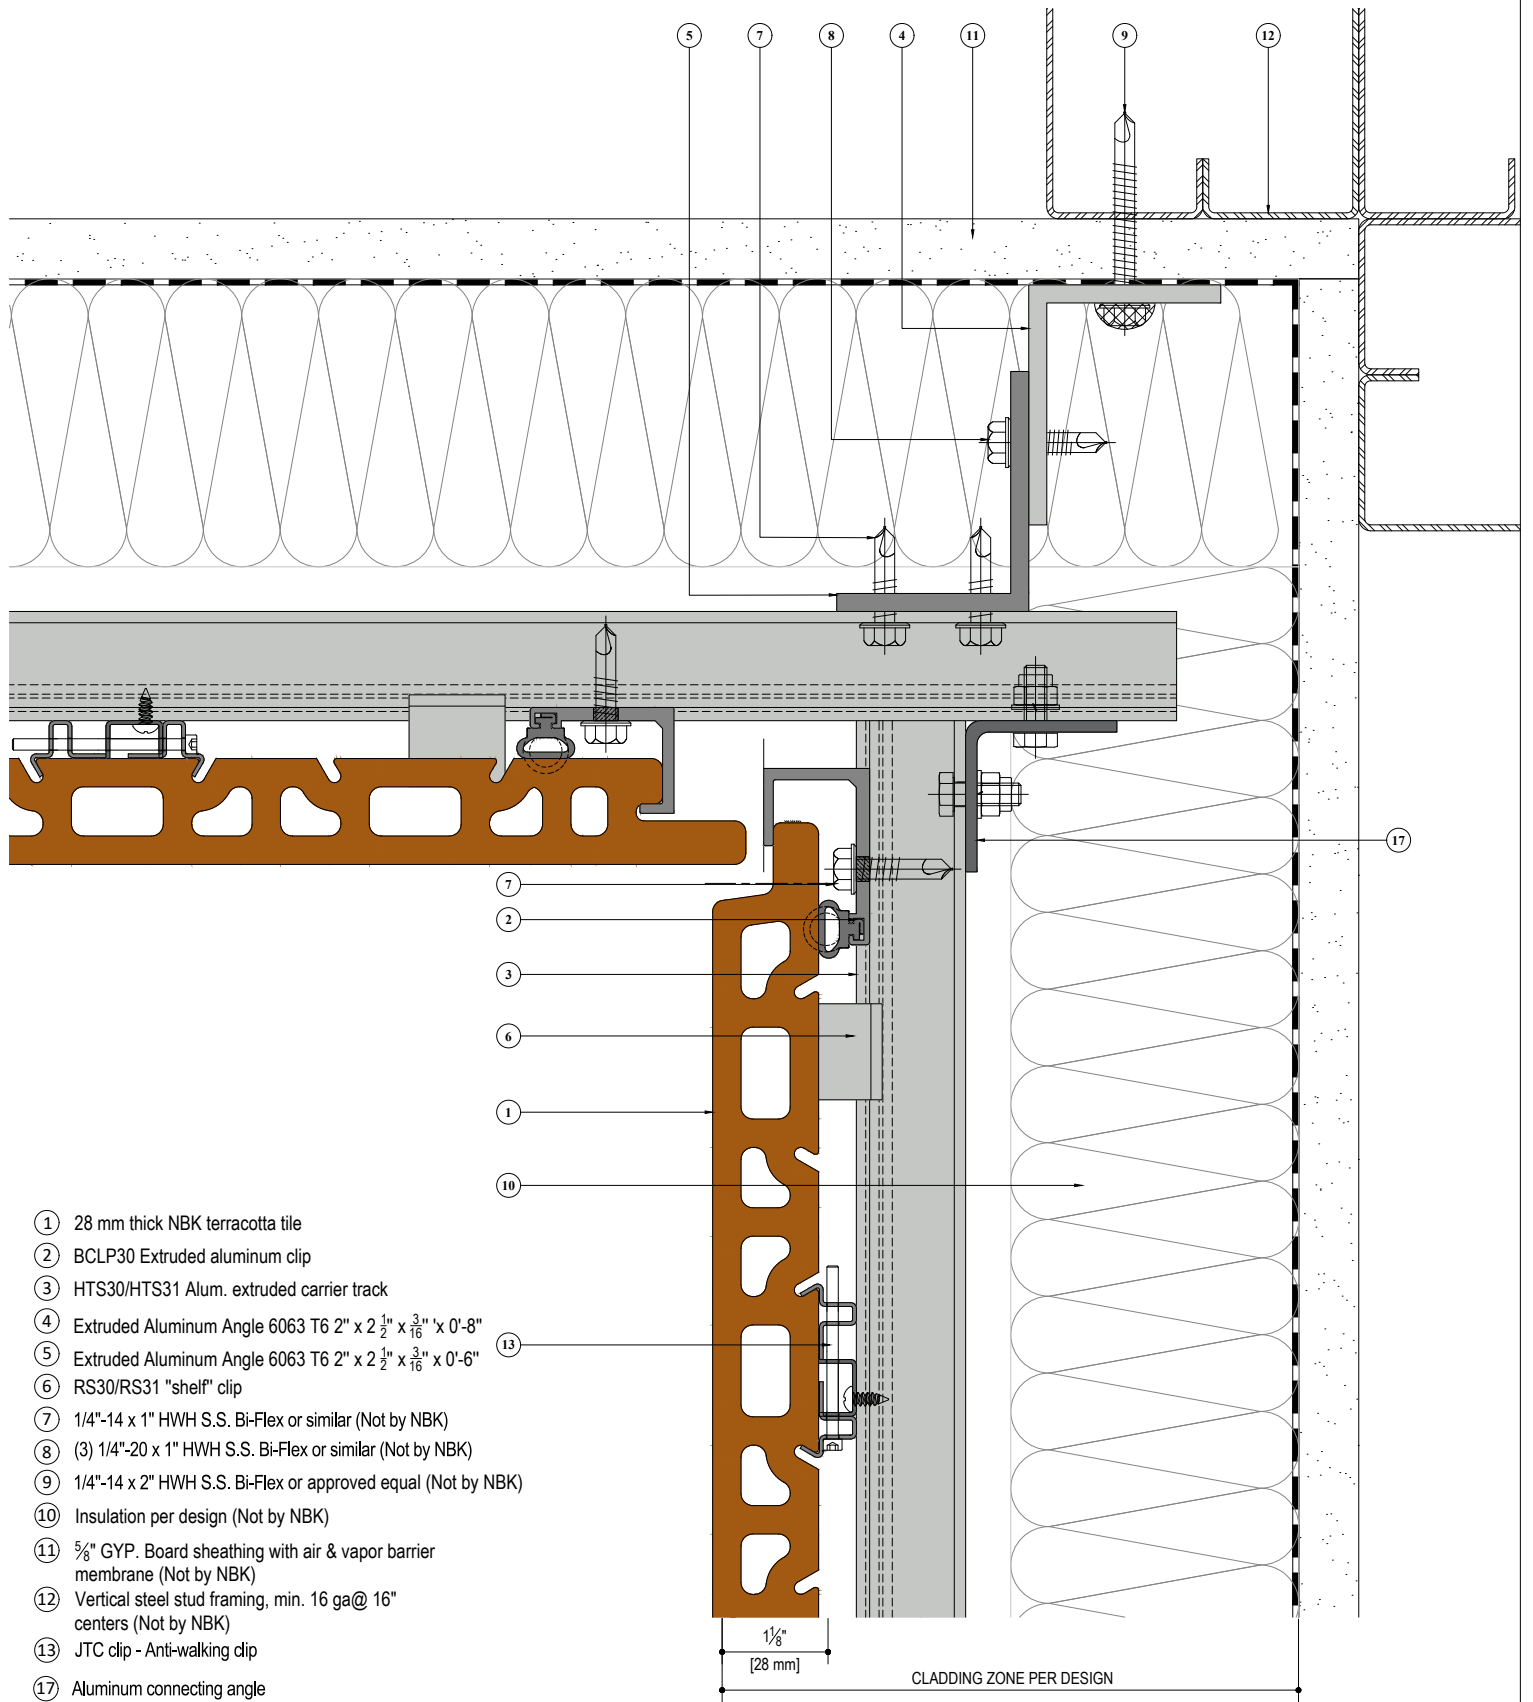 5 7 8 4 11 9 12
4
8
7
5
17
7
2
3
6
1
10
13
1 28 mm thick NBK terracotta tile
2 BCLP30 Extruded aluminum clip
3 HTS30/HTS31 Alum. extruded carrier track
4 Extruded Aluminum Angle 6063 T6 2" x 2 1/2" x 3/16" 'x 0'-8"
5 Extruded Aluminum Angle 6063 T6 2" x 2 1/2" x 3/16" x 0'-6"
6 RS30/RS31 "shelf" clip
7 1/4"-14 x 1" HWH S.S. Bi-Flex or similar (Not by NBK)
8 (3) 1/4"-20 x 1" HWH S.S. Bi-Flex or similar (Not by NBK)
9 1/4"-14 x 2" HWH S.S. Bi-Flex or approved equal (Not by NBK)
10 Insulation per design (Not by NBK)
11 5/8" GYP. Board sheathing with air & vapor barrier
membrane (Not by NBK)
12 Vertical steel stud framing, min. 16 ga@ 16"
centers (Not by NBK)
13 JTC clip - Anti-walking clip
17 Aluminum connecting angle
1 1/8"
[28 mm]
CLADDING ZONE PER DESIGN